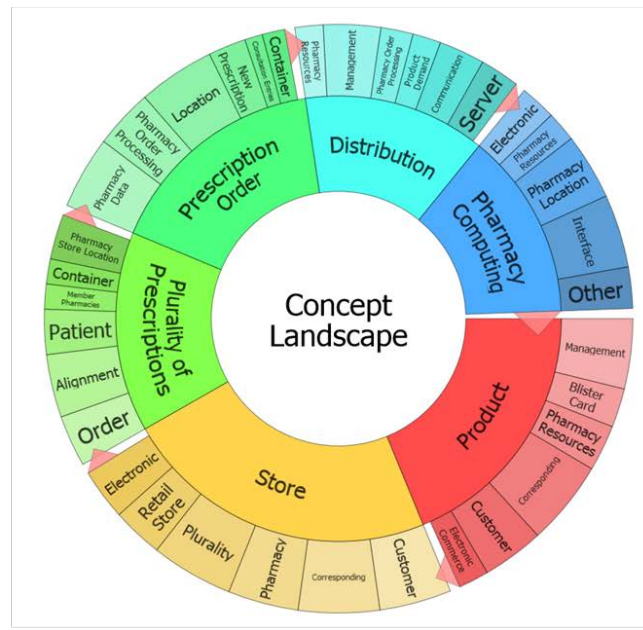 Concept
Landscape
Distribution
Pharmacy
Resources
Management
Pharmacy Order
Processing
Product
Demand
Communication
Server
Pharmacy
Computing
Electronic
Pharmacy
Resources
Pharmacy
Location
Interface
Other
Product
Management
Blister
Card
Pharmacy
Resources
Corresponding
Customer
Electronic
Commerce
Store
Customer
Corresponding
Pharmacy
Plurality
Retail
Store
Electronic
Plurality of
Prescriptions
Order
Alignment
Patient
Member
Pharmacies
Container
Pharmacy
Store Location
Prescription
Order
Pharmacy
Data
Pharmacy
Order
Processing
Location
New
Prescription
Consultation Entries
Container